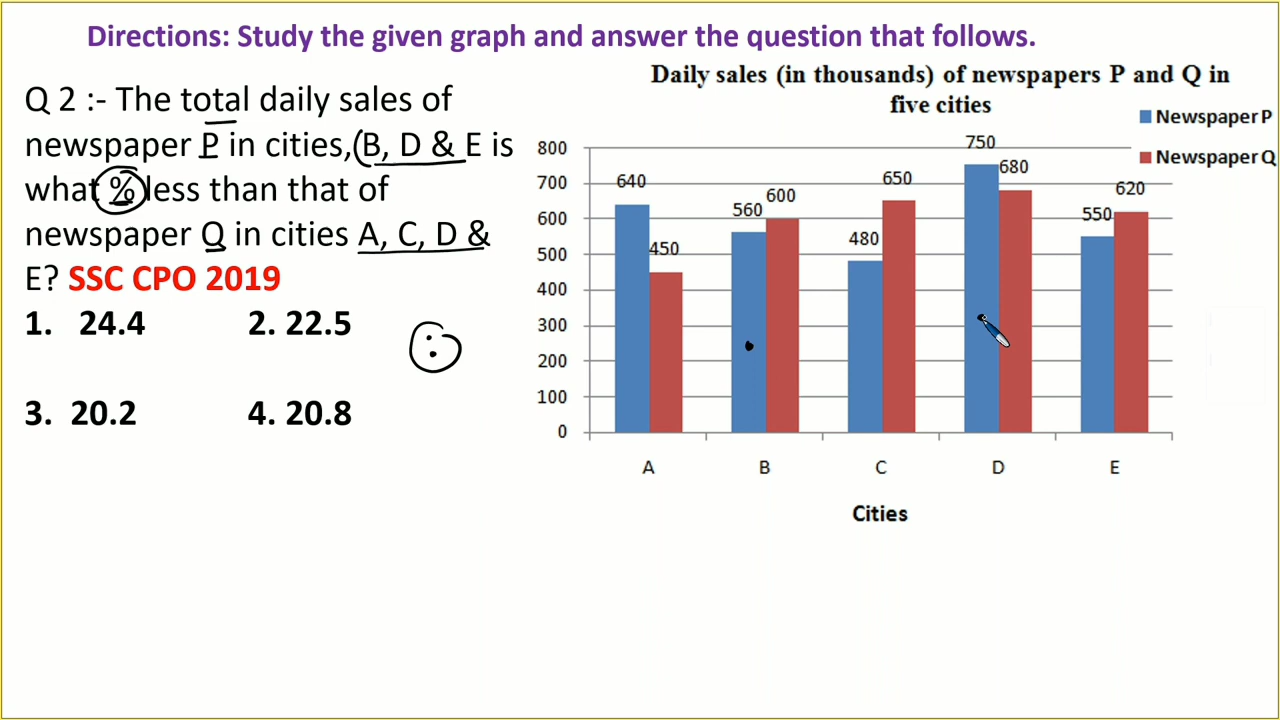 Directions: Study the given graph and answer the question that follows.
Q 2 :- The total daily sales of
newspaper P in cities, (B, D & E is
what % less than that of
newspaper Q in cities A, C, D &
E? SSC CPO 2019
1. 24.4 2. 22.5
3. 20.2 4. 20.8
Daily sales (in thousands) of newspapers P and Q in
five cities
Newspaper P
Newspaper Q
800
700
600
500
400
300
200
100
0
640
450
560
600
480
650
750
680
550
620
A B C D E
Cities